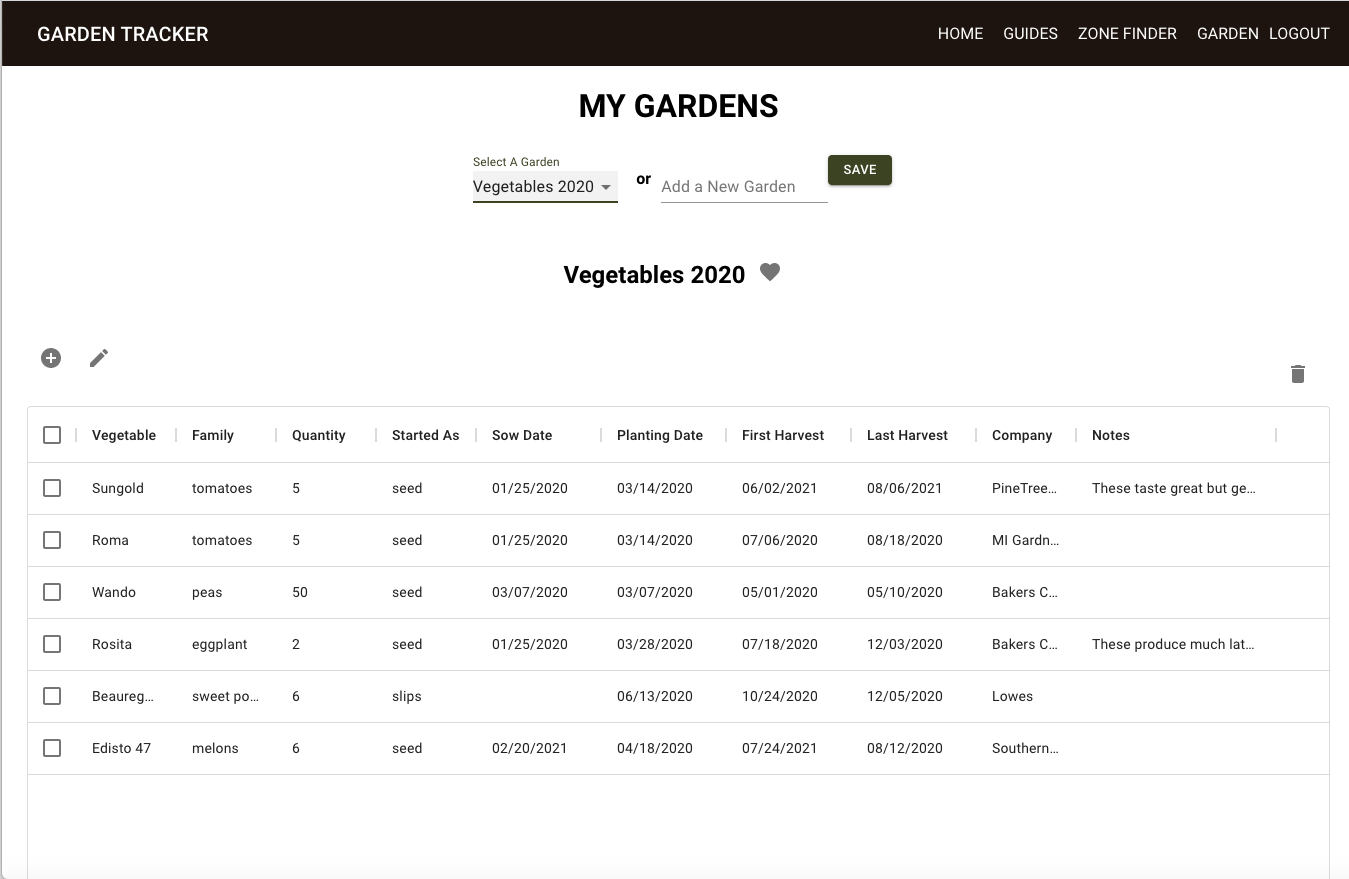 GARDEN TRACKER HOME GUIDES ZONE FINDER GARDEN LOGOUT
MY GARDENS
Select A Garden
Vegetables 2020 or Add a New Garden SAVE
Vegetables 2020
Vegetable Family Quantity Started As Sow Date Planting Date First Harvest Last Harvest Company Notes
Sungold tomatoes 5 seed 01/25/2020 03/14/2020 06/02/2021 08/06/2021 PineTree... These taste great but ge...
Roma tomatoes 5 seed 01/25/2020 03/14/2020 07/06/2020 08/18/2020 MI Gardn...
Wando peas 50 seed 03/07/2020 03/07/2020 05/01/2020 05/10/2020 Bakers C...
Rosita eggplant 2 seed 01/25/2020 03/28/2020 07/18/2020 12/03/2020 Bakers C... These produce much lat...
Beaureg... sweet po... 6 slips 06/13/2020 10/24/2020 12/05/2020 Lowes
Edisto 47 melons 6 seed 02/20/2021 04/18/2020 07/24/2021 08/12/2020 Southern...